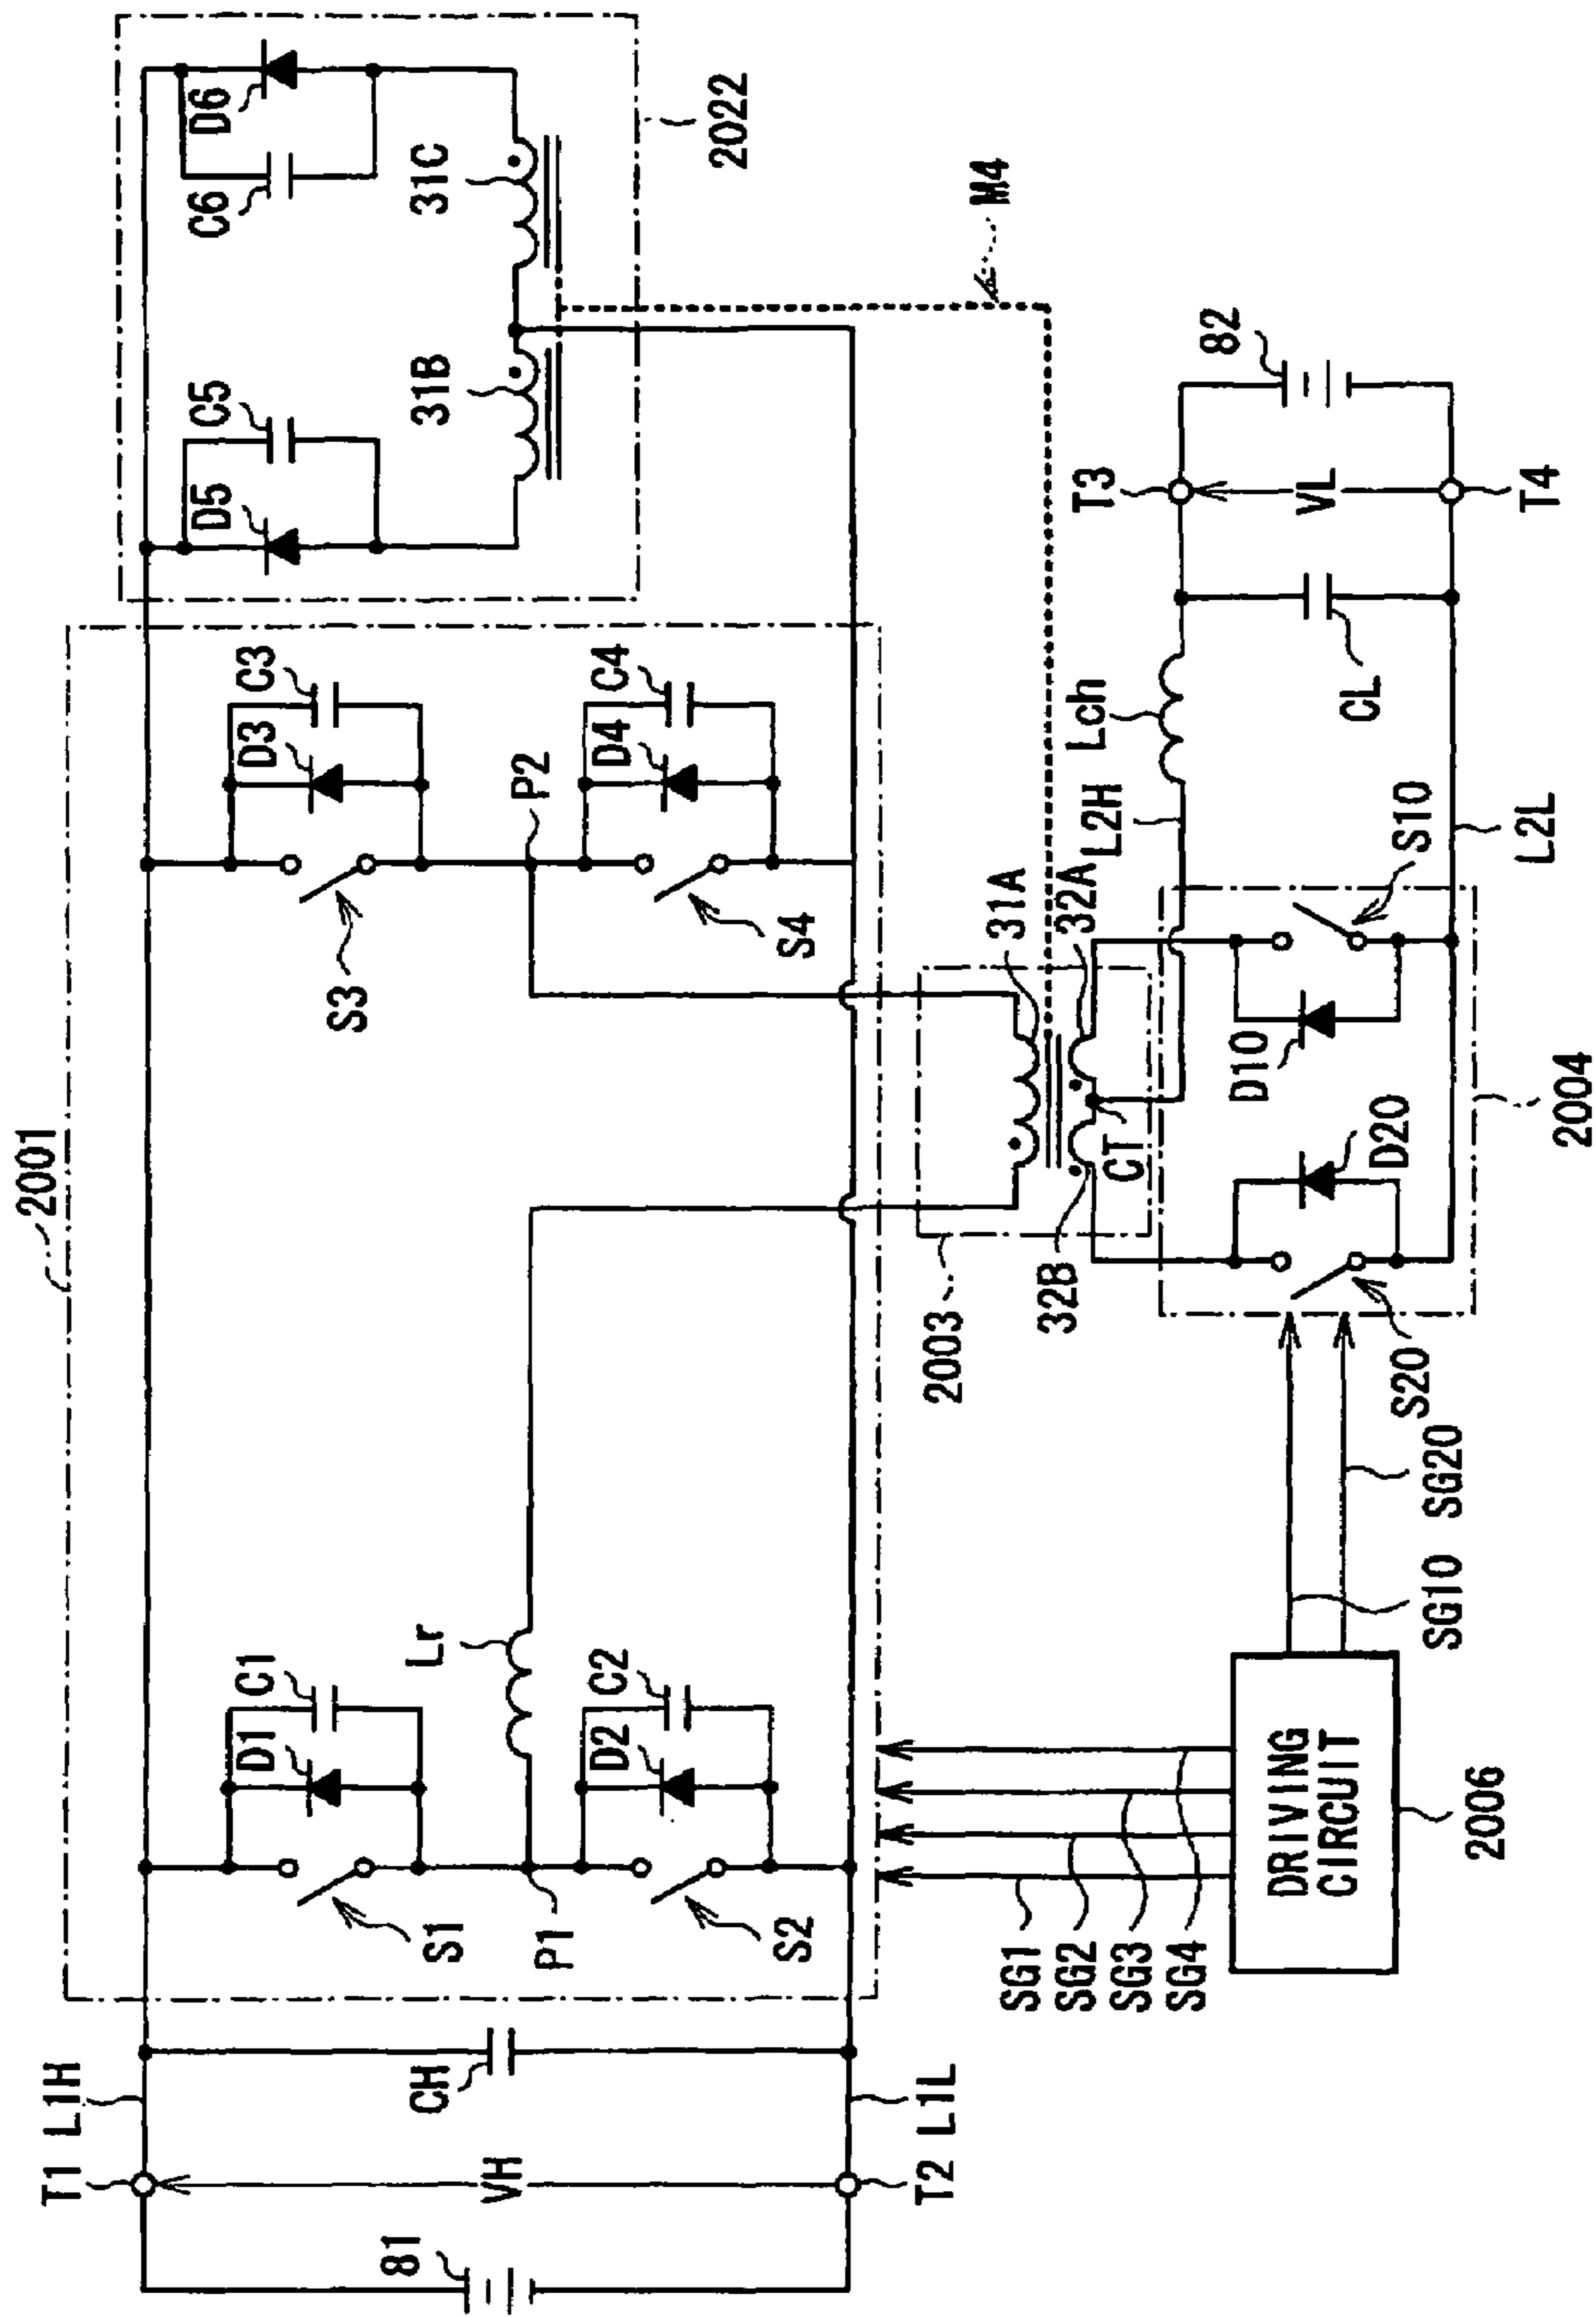 2001
T1
L1H
81
VH
CH
T2
L1L
S1
D1
C1
P1
Lr
S2
D2
C2
S3
D3
C3
P2
S4
D4
C4
D5
C5
C6
D6
31B
31C
2022
M4
2003
31A
32A
32B
CT
L2H
Lch
T3
82
VL
CL
T4
D20
D10
S20
S10
L2L
2004
SG1
SG2
SG3
SG4
DRIVING
CIRCUIT
2006
SG10
SG20